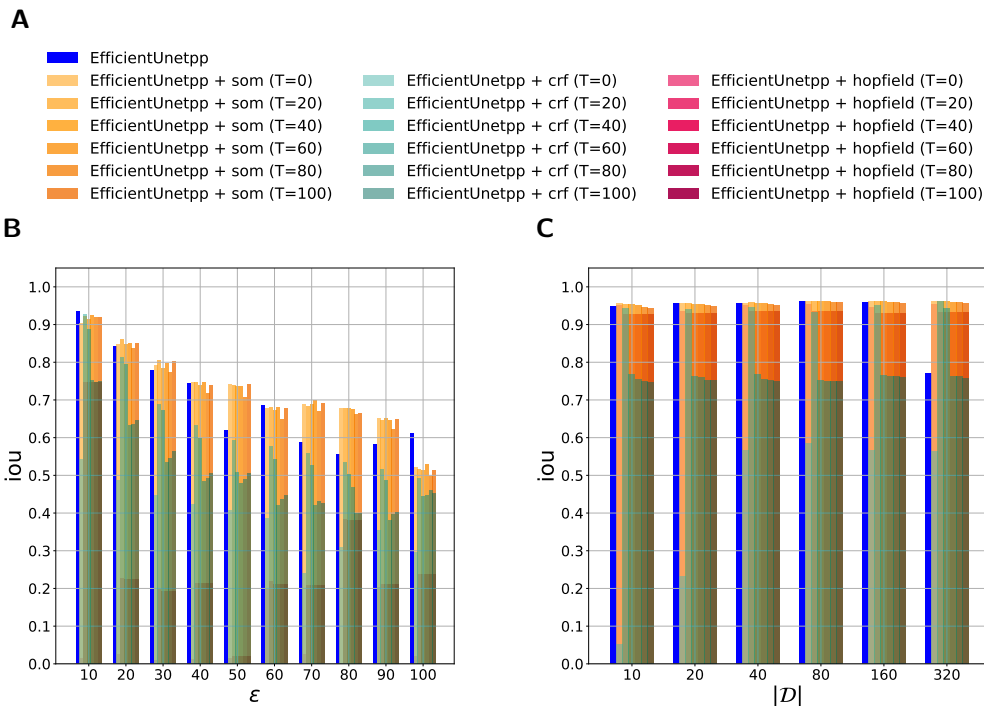 A
EfficientUnetpp
EfficientUnetpp + som (T=0) EfficientUnetpp + crf (T=0) EfficientUnetpp + hopfield (T=0)
EfficientUnetpp + som (T=20) EfficientUnetpp + crf (T=20) EfficientUnetpp + hopfield (T=20)
EfficientUnetpp + som (T=40) EfficientUnetpp + crf (T=40) EfficientUnetpp + hopfield (T=40)
EfficientUnetpp + som (T=60) EfficientUnetpp + crf (T=60) EfficientUnetpp + hopfield (T=60)
EfficientUnetpp + som (T=80) EfficientUnetpp + crf (T=80) EfficientUnetpp + hopfield (T=80)
EfficientUnetpp + som (T=100) EfficientUnetpp + crf (T=100) EfficientUnetpp + hopfield (T=100)
B
iou
1.0
0.9
0.8
0.7
0.6
0.5
0.4
0.3
0.2
0.1
0.0
10 20 30 40 50 60 70 80 90 100
ε
C
iou
1.0
0.9
0.8
0.7
0.6
0.5
0.4
0.3
0.2
0.1
0.0
10 20 40 80 160 320
|𝒟|